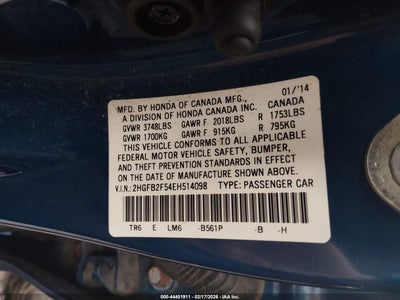 MFD. BY HONDA OF CANADA MFG., 01/'14
A DIVISION OF HONDA CANADA INC. CANADA
GVWR 3748LBS GAWR F 2018LBS R 1753LBS
GVWR 1700KG GAWR F 915KG R 795KG
THIS VEHICLE CONFORMS TO ALL APPLICABLE
FEDERAL MOTOR VEHICLE SAFETY, BUMPER,
AND THEFT PREVENTION STANDARDS IN EFFECT
ON THE DATE OF MANUFACTURE SHOWN ABOVE.
V.I.N.: 2HGFB2F54EH514098 TYPE: PASSENGER CAR
TR6 E LM6 -B561P -B -H
000-44401911 - 02/17/2026 - IAA, LLC